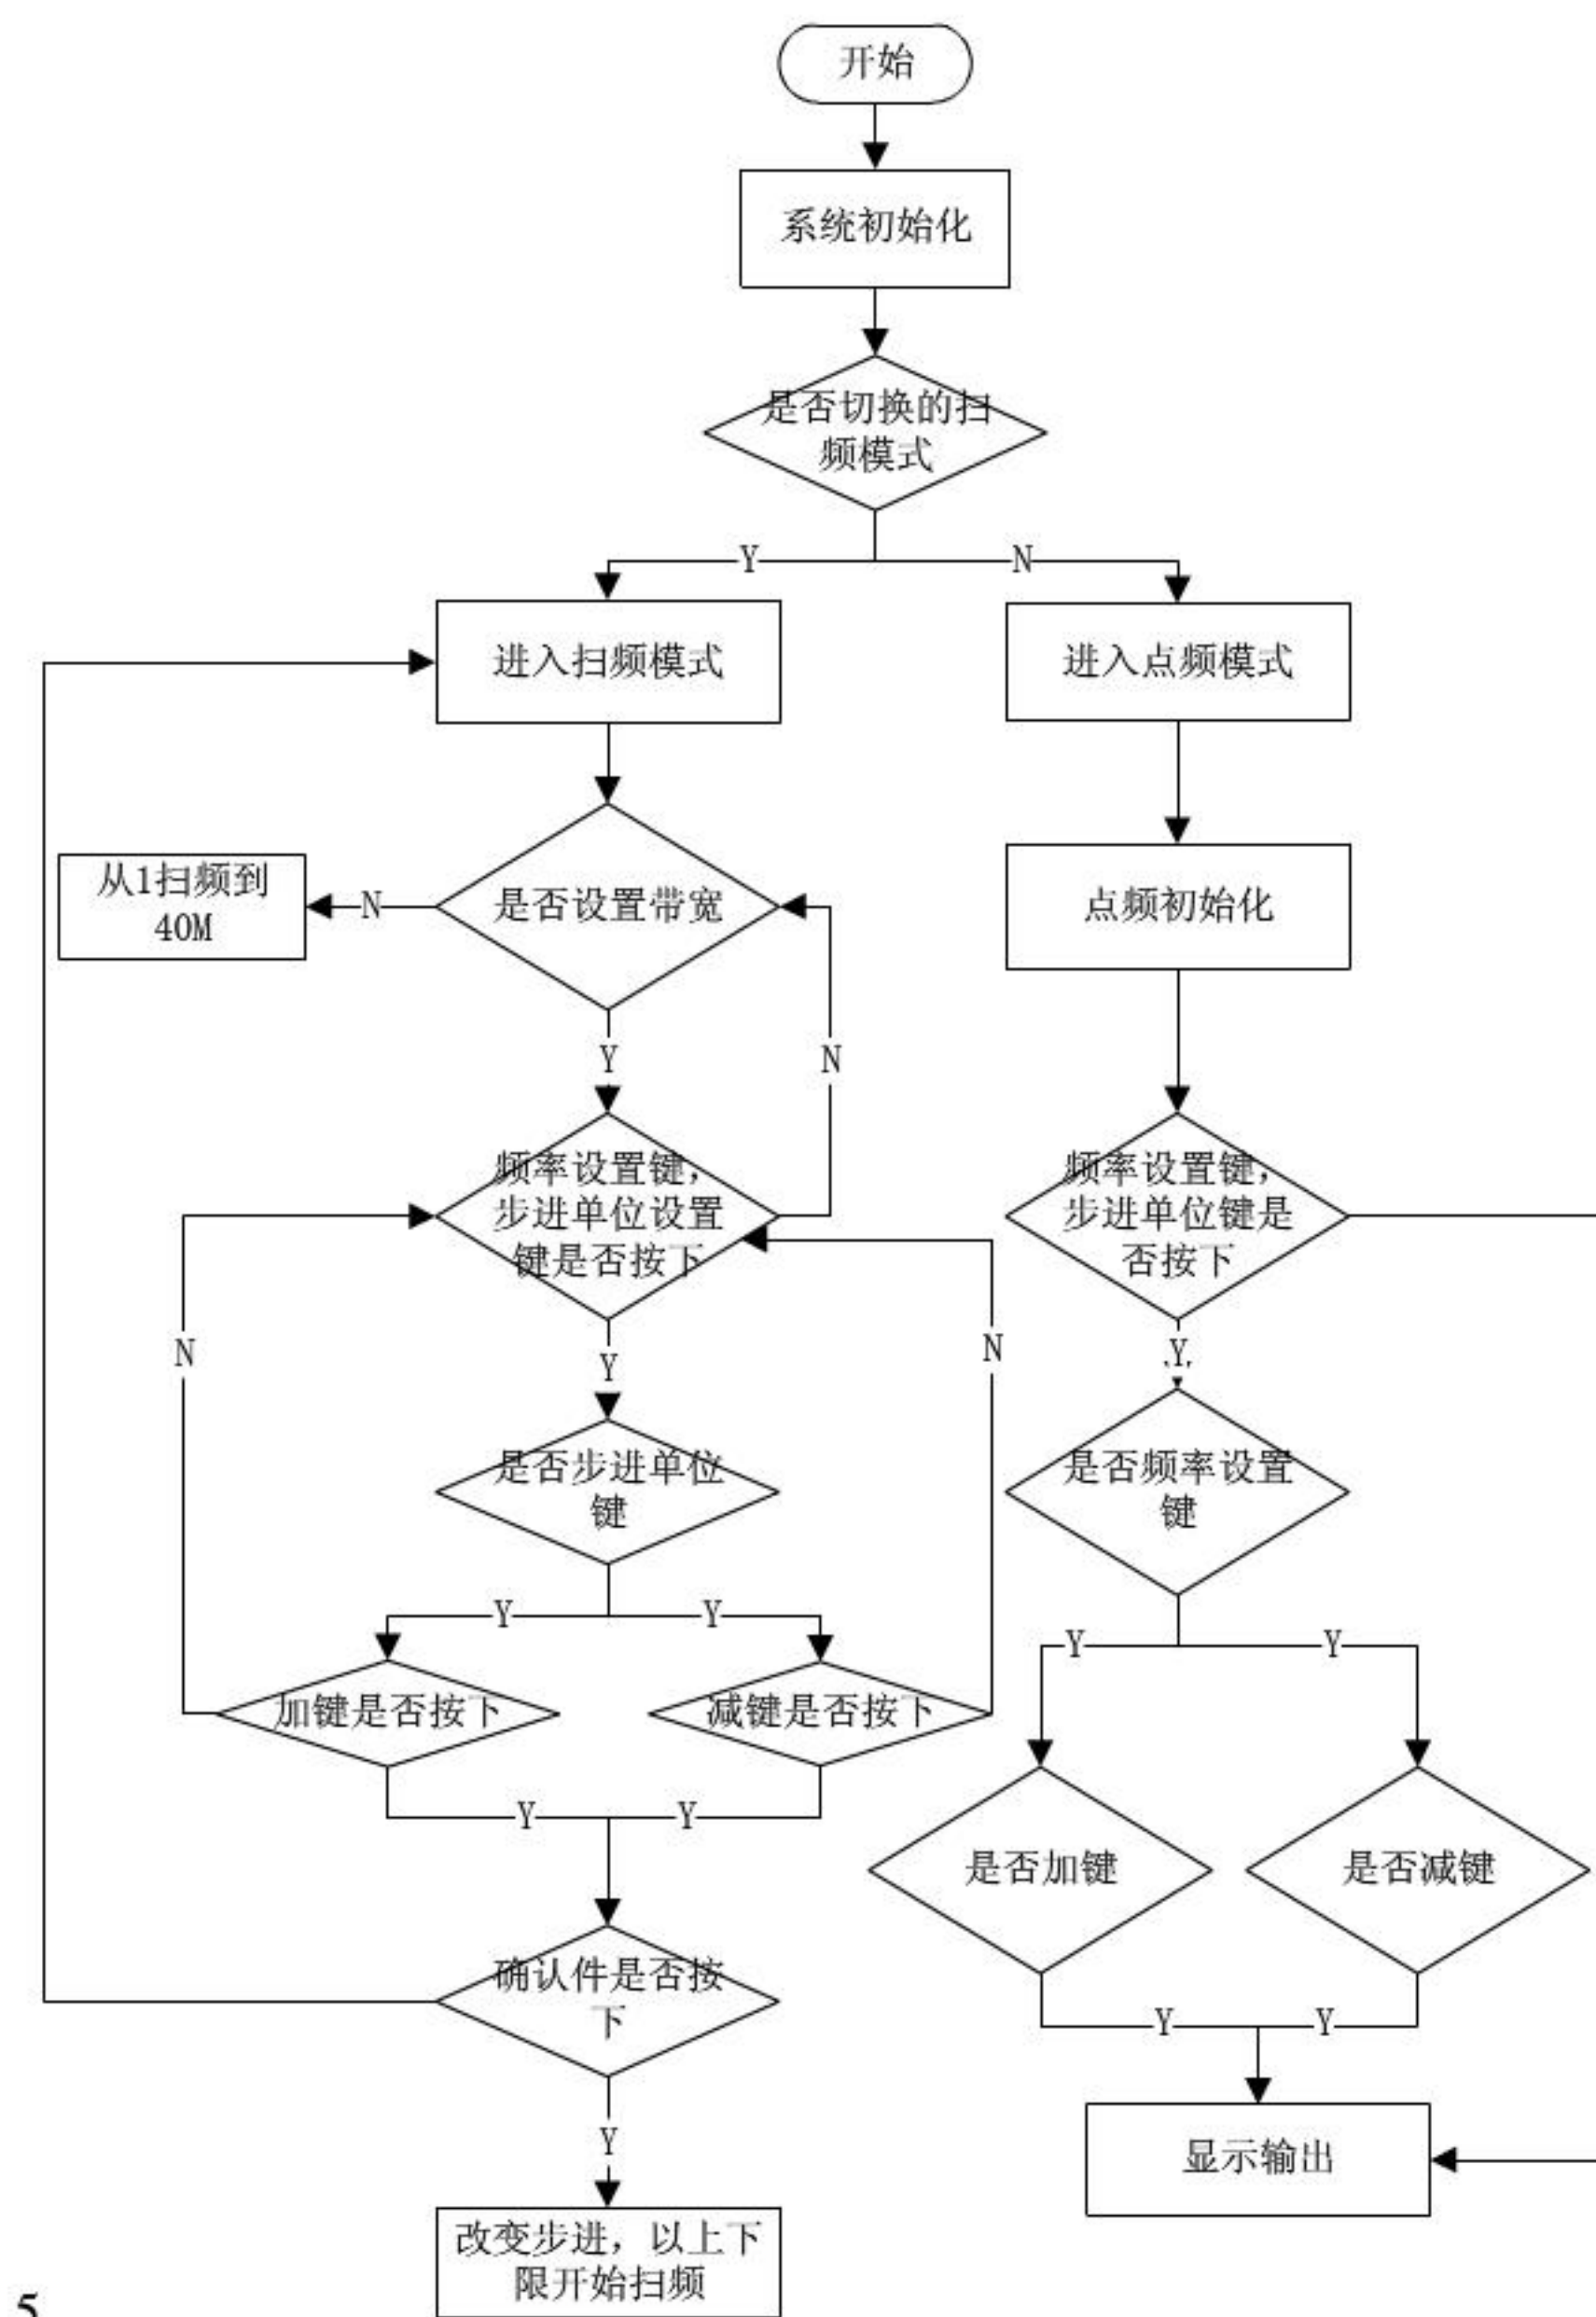 开始
系统初始化
是否切换的扫
频模式
Y
N
进入扫频模式
进入点频模式
从1扫频到
40M
N
是否设置带宽
点频初始化
Y
N
频率设置键，
步进单位设置
键是否按下
频率设置键，
步进单位键是
否按下
N
Y
N
Y
是否步进单位
键
是否频率设置
键
Y
Y
Y
Y
加键是否按下
减键是否按下
Y
Y
是否加键
是否减键
确认件是否按
下
Y
Y
Y
显示输出
改变步进，以上下
限开始扫频
5